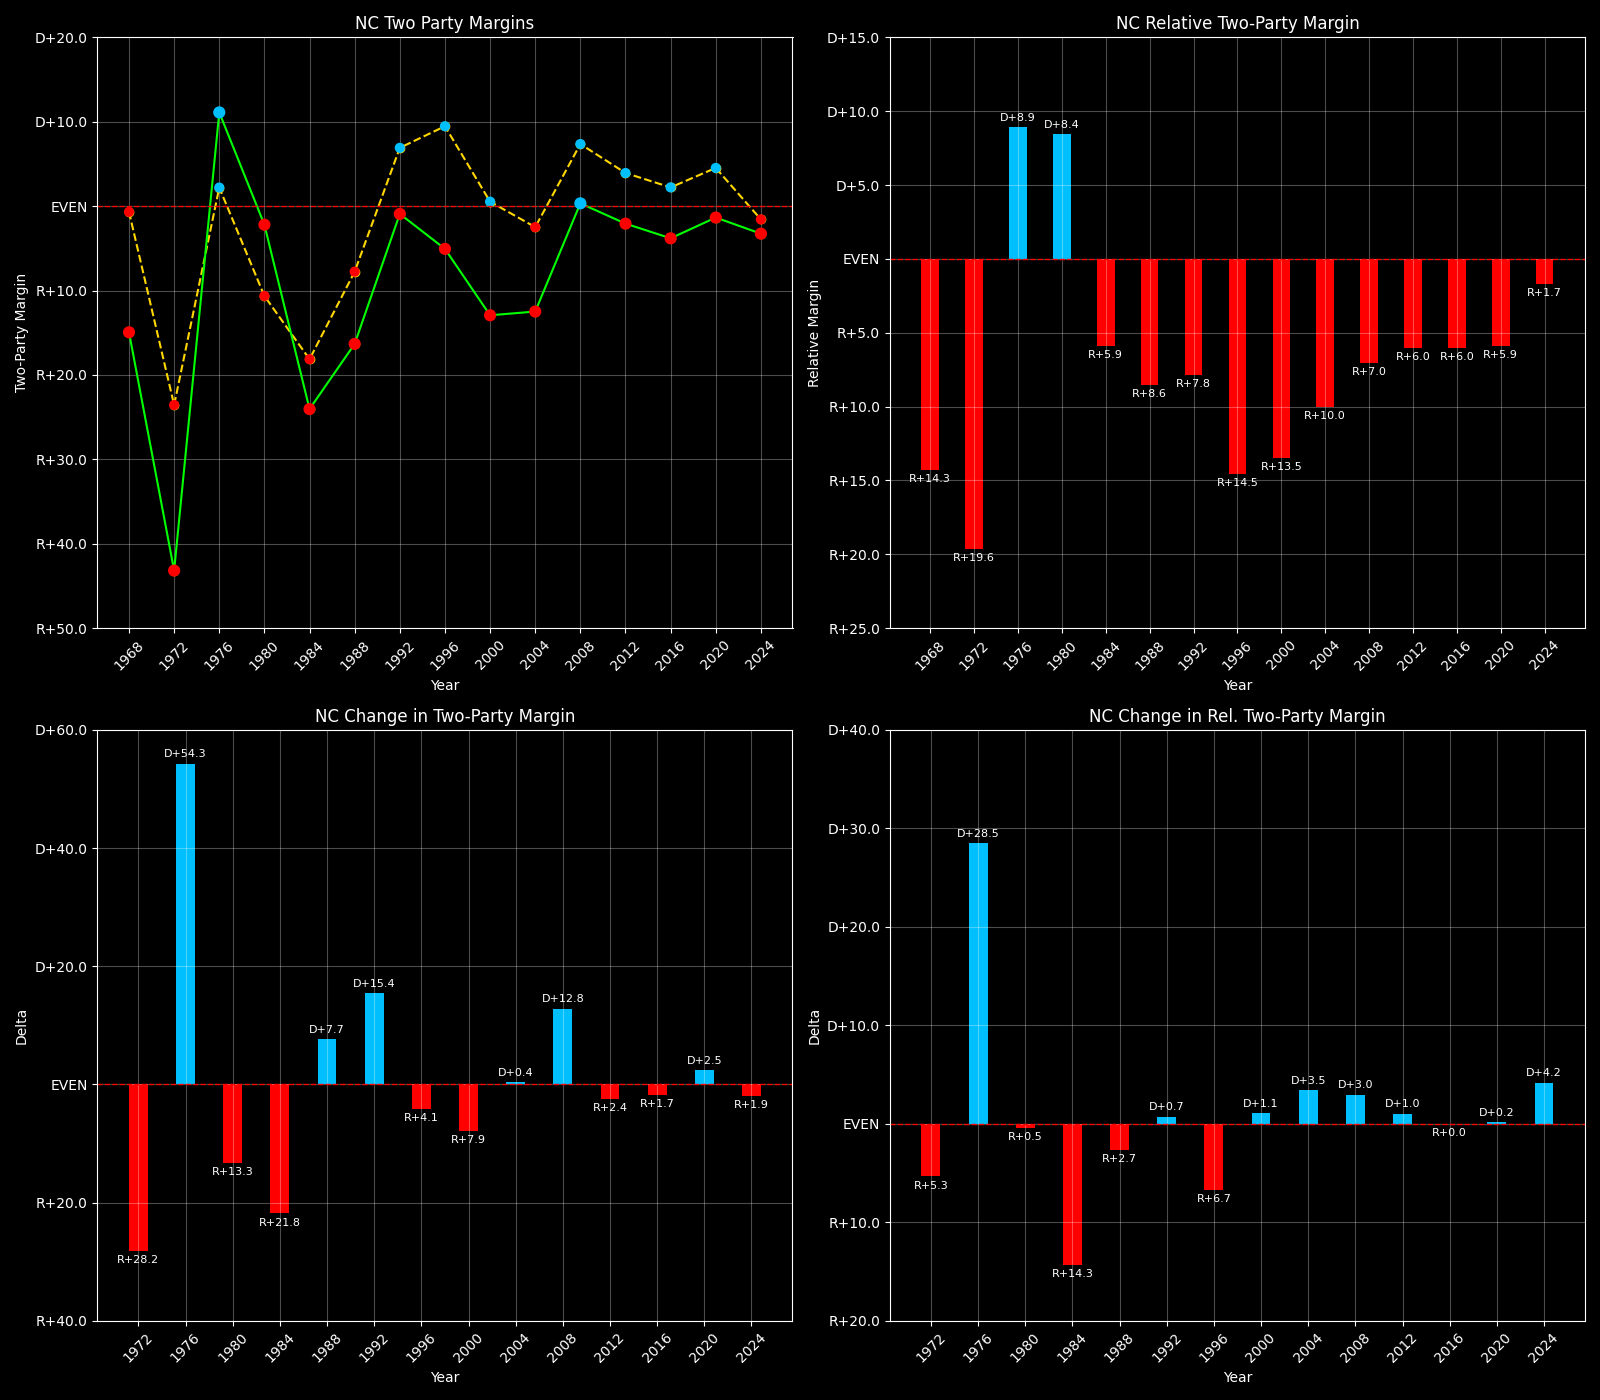 NC Two Party Margins
D+20.0
D+10.0
EVEN
R+10.0
R+20.0
R+30.0
R+40.0
R+50.0
Two-Party Margin
1968 1972 1976 1980 1984 1988 1992 1996 2000 2004 2008 2012 2016 2020 2024
Year
NC Relative Two-Party Margin
D+15.0
D+10.0
D+5.0
EVEN
R+5.0
R+10.0
R+15.0
R+20.0
R+25.0
Relative Margin
R+14.3
R+19.6
D+8.9
D+8.4
R+5.9
R+8.6
R+7.8
R+14.5
R+13.5
R+10.0
R+7.0
R+6.0
R+6.0
R+5.9
R+1.7
1968 1972 1976 1980 1984 1988 1992 1996 2000 2004 2008 2012 2016 2020 2024
Year
NC Change in Two-Party Margin
D+60.0
D+40.0
D+20.0
EVEN
R+20.0
R+40.0
Delta
R+28.2
D+54.3
R+13.3
R+21.8
D+7.7
D+15.4
R+4.1
R+7.9
D+0.4
D+12.8
R+2.4
R+1.7
D+2.5
R+1.9
1972 1976 1980 1984 1988 1992 1996 2000 2004 2008 2012 2016 2020 2024
Year
NC Change in Rel. Two-Party Margin
D+40.0
D+30.0
D+20.0
D+10.0
EVEN
R+10.0
R+20.0
Delta
R+5.3
D+28.5
R+0.5
R+14.3
R+2.7
D+0.7
R+6.7
D+1.1
D+3.5
D+3.0
D+1.0
R+0.0
D+0.2
D+4.2
1972 1976 1980 1984 1988 1992 1996 2000 2004 2008 2012 2016 2020 2024
Year